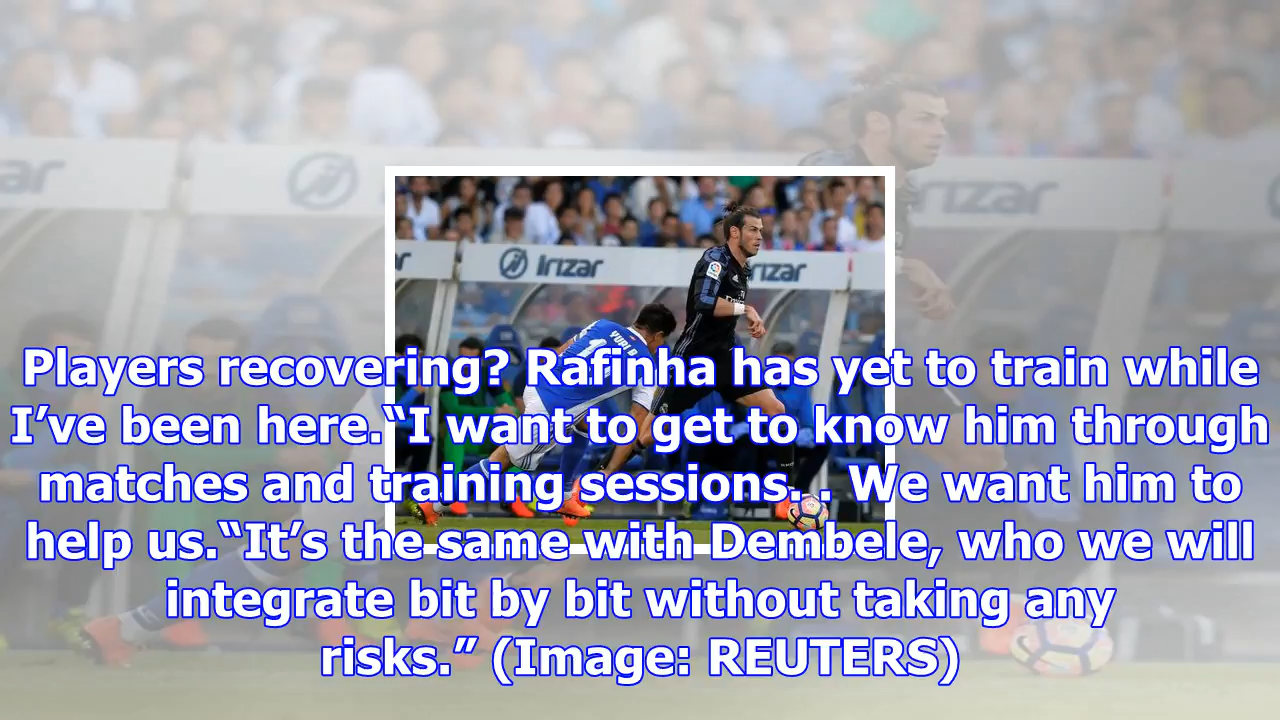 Irizar
Players recovering? Rafinha has yet to train while
I’ve been here.“I want to get to know him through
matches and training sessions. . We want him to
help us.“It’s the same with Dembele, who we will
integrate bit by bit without taking any
risks.” (Image: REUTERS)